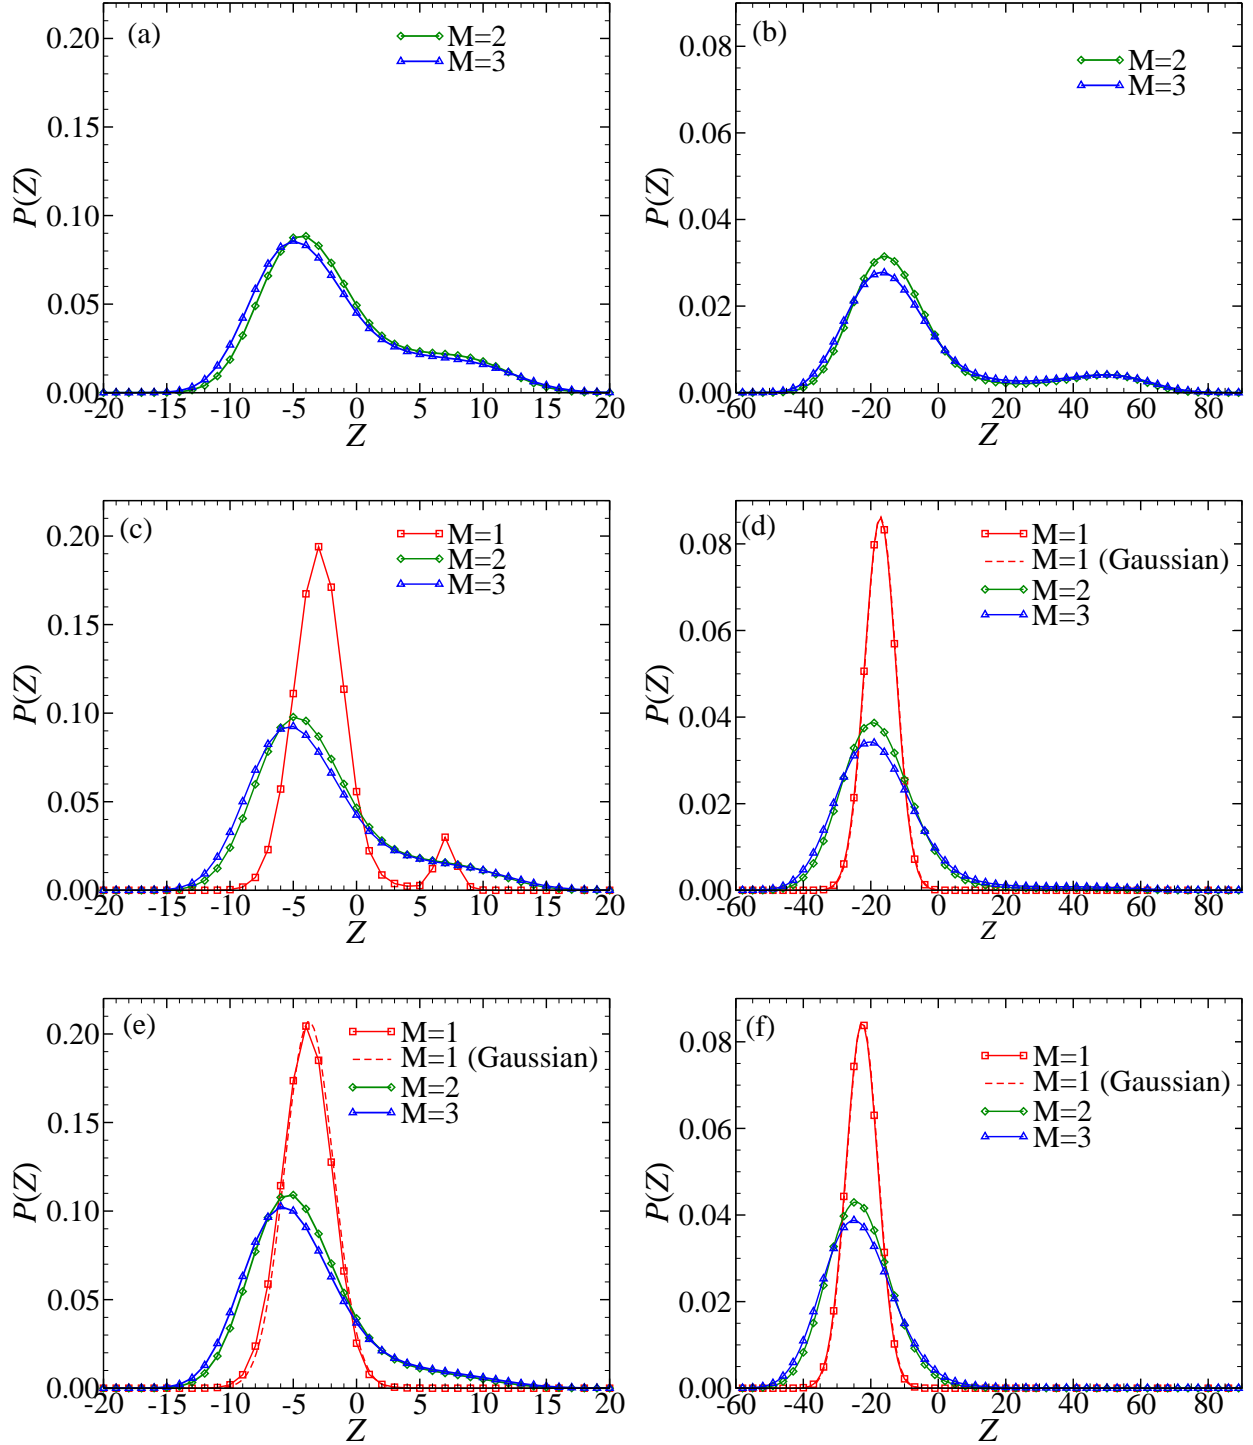 (a)
M=2
M=3
0.20
0.15
0.10
0.05
0.00
P(Z)
-20 -15 -10 -5 0 5 10 15 20
Z
(b)
M=2
M=3
0.08
0.06
0.04
0.02
0.00
P(Z)
-60 -40 -20 0 20 40 60 80
Z
(c)
M=1
M=2
M=3
0.20
0.15
0.10
0.05
0.00
P(Z)
-20 -15 -10 -5 0 5 10 15 20
Z
(d)
M=1
M=1 (Gaussian)
M=2
M=3
0.08
0.06
0.04
0.02
0.00
P(Z)
-60 -40 -20 0 20 40 60 80
Z
(e)
M=1
M=1 (Gaussian)
M=2
M=3
0.20
0.15
0.10
0.05
0.00
P(Z)
-20 -15 -10 -5 0 5 10 15 20
Z
(f)
M=1
M=1 (Gaussian)
M=2
M=3
0.08
0.06
0.04
0.02
0.00
P(Z)
-60 -40 -20 0 20 40 60 80
Z